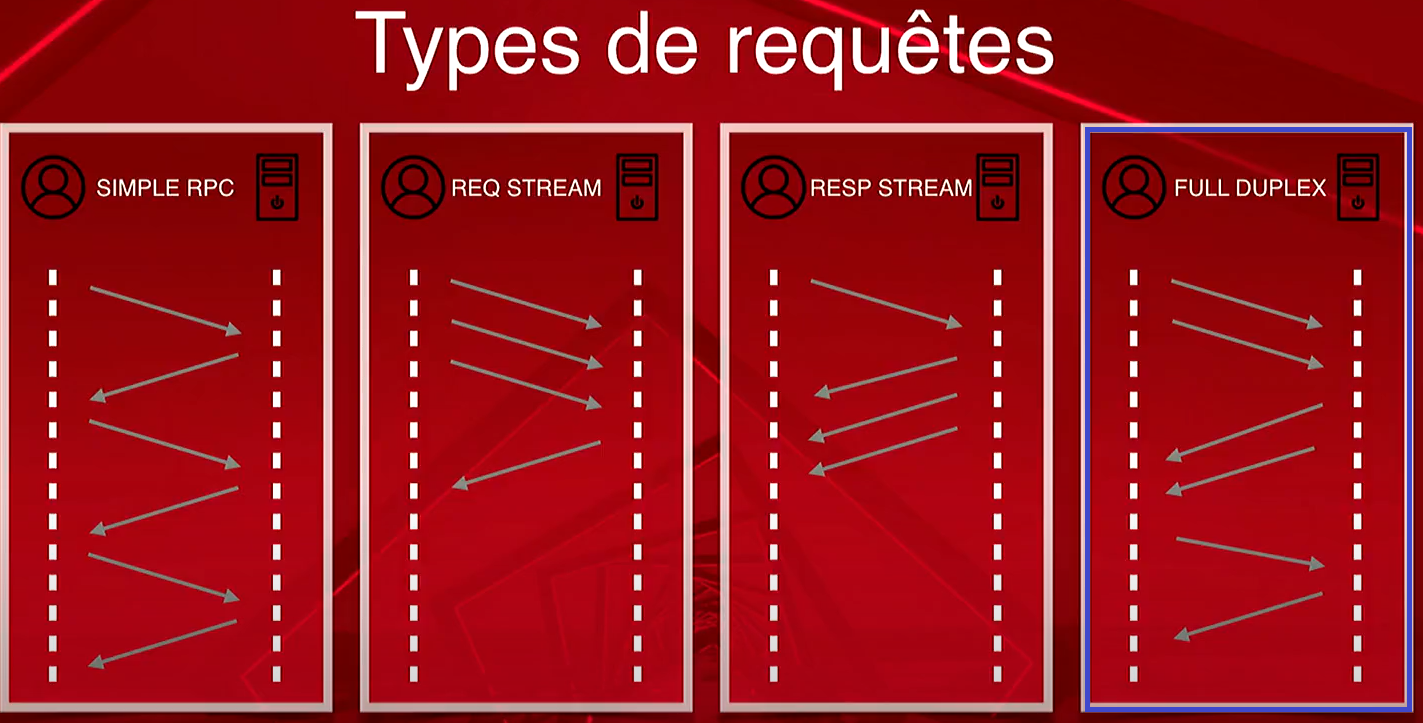 Types de requêtes
SIMPLE RPC
REQ STREAM
RESP STREAM
FULL DUPLEX